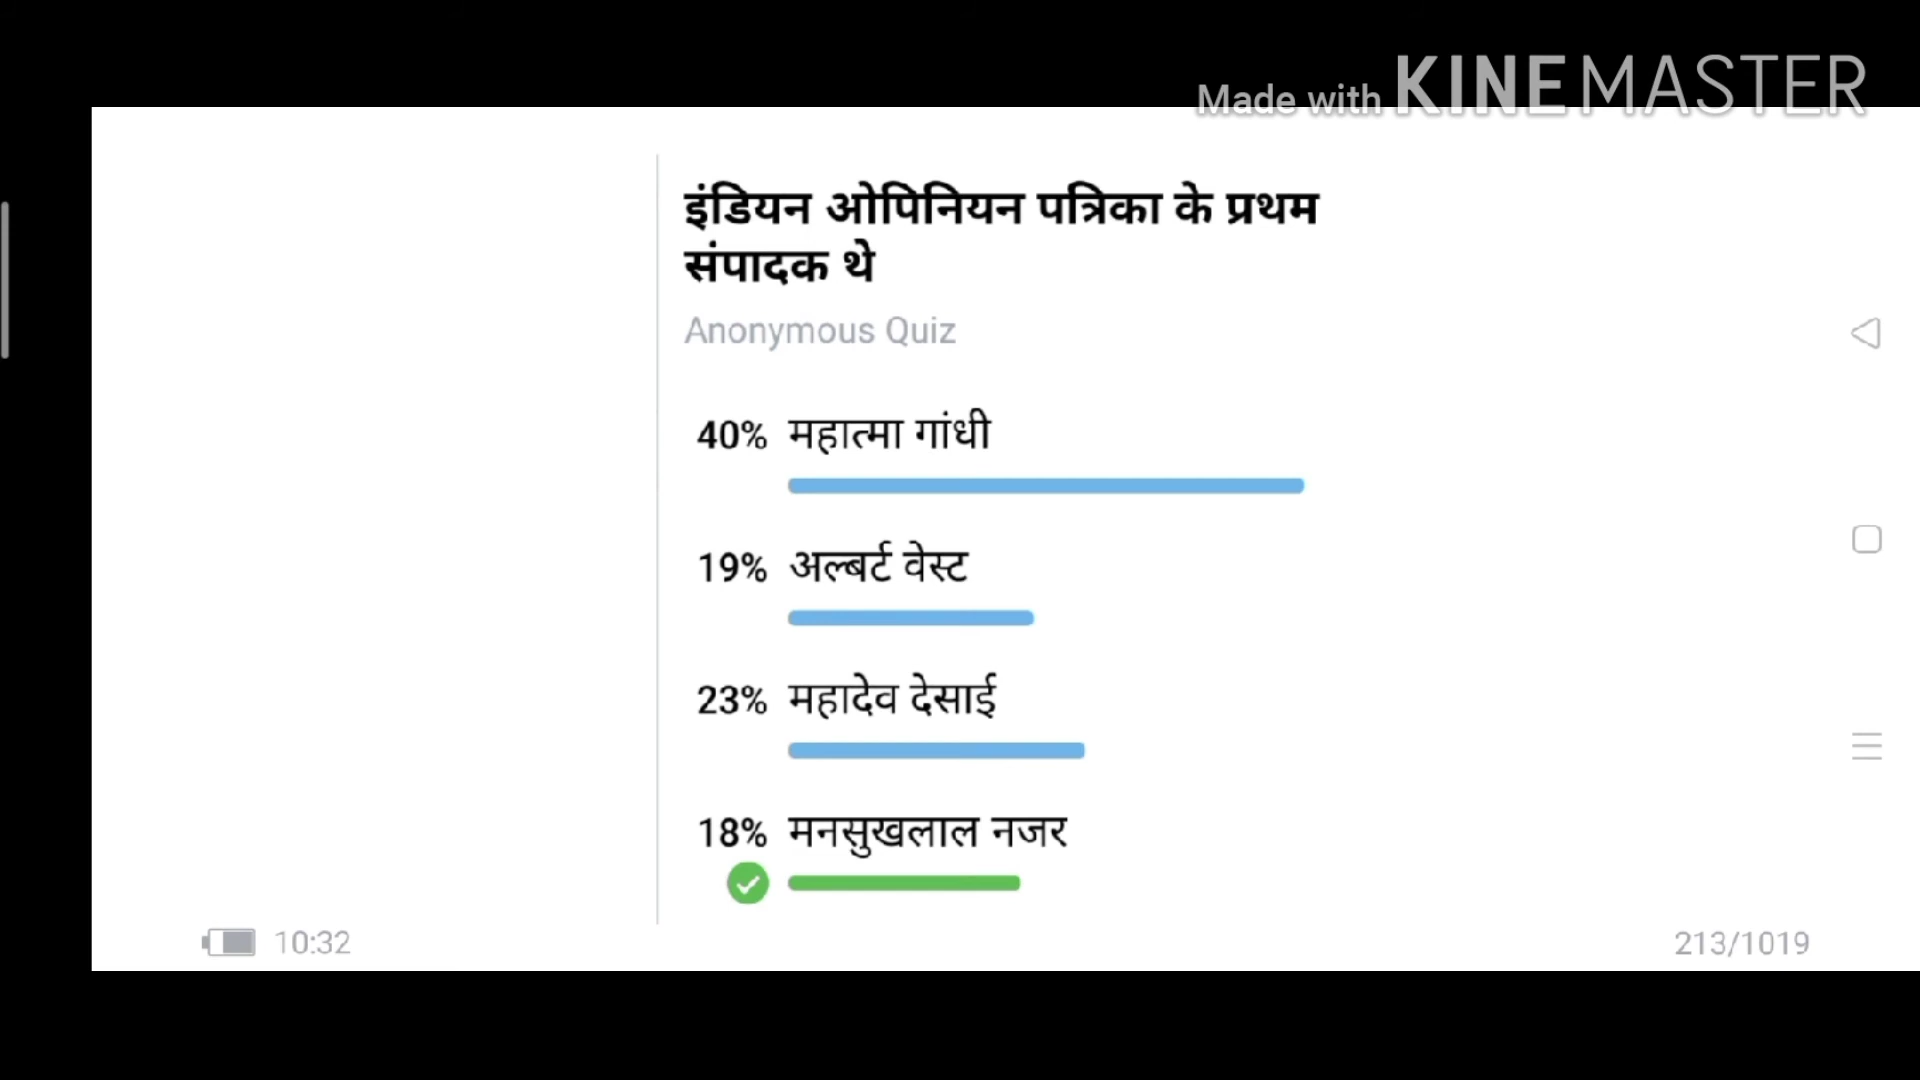 Made with KINEMASTER
इंडियन ओपिनियन पत्रिका के प्रथम
संपादक थे
Anonymous Quiz
40% महात्मा गांधी
19% अल्बर्ट वेस्ट
23% महादेव देसाई
18% मनसुखलाल नजर
10:32
213/1019